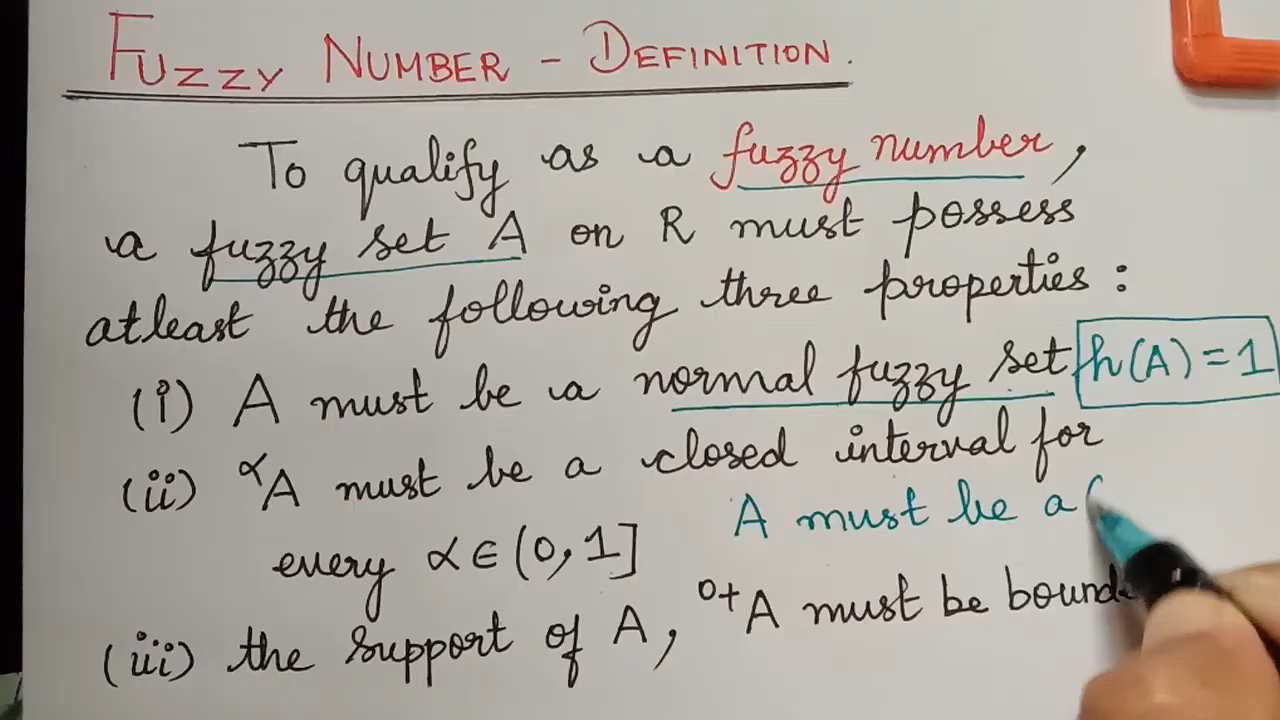 FUZZY NUMBER - DEFINITION.
To qualify as a fuzzy number,
a fuzzy set A on R must possess
atleast the following three properties:
(i) A must be a normal fuzzy set h(A) = 1
(ii) αA must be a closed interval for
every α ∈ (0, 1]
A must be a
(iii) the support of A, 0+A must be